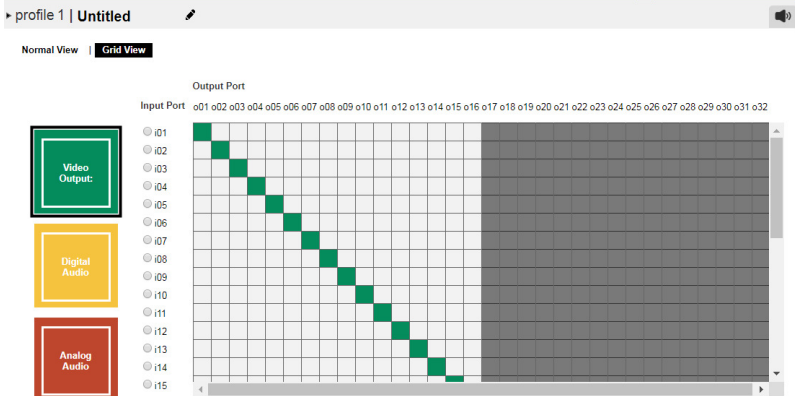 profile 1 | Untitled
Normal View | Grid View
Output Port
Input Port o01 o02 o03 o04 o05 o06 o07 o08 o09 o10 o11 o12 o13 o14 o15 o16 o17 o18 o19 o20 o21 o22 o23 o24 o25 o26 o27 o28 o29 o30 o31 o32
i01
i02
i03
i04
i05
i06
i07
i08
i09
i10
i11
i12
i13
i14
i15
Video
Output:
Digital
Audio
Analog
Audio